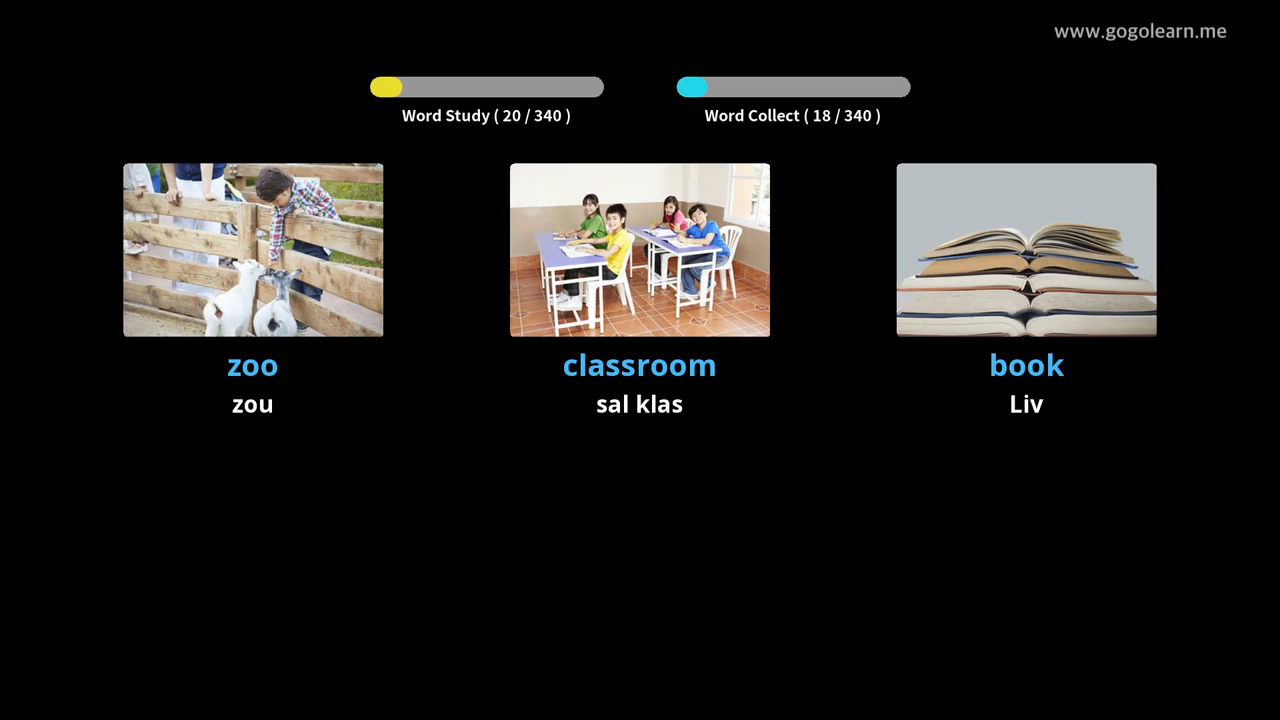 www.gogolearn.me
Word Study ( 20 / 340 )
Word Collect ( 18 / 340 )
zoo
zou
classroom
sal klas
book
Liv